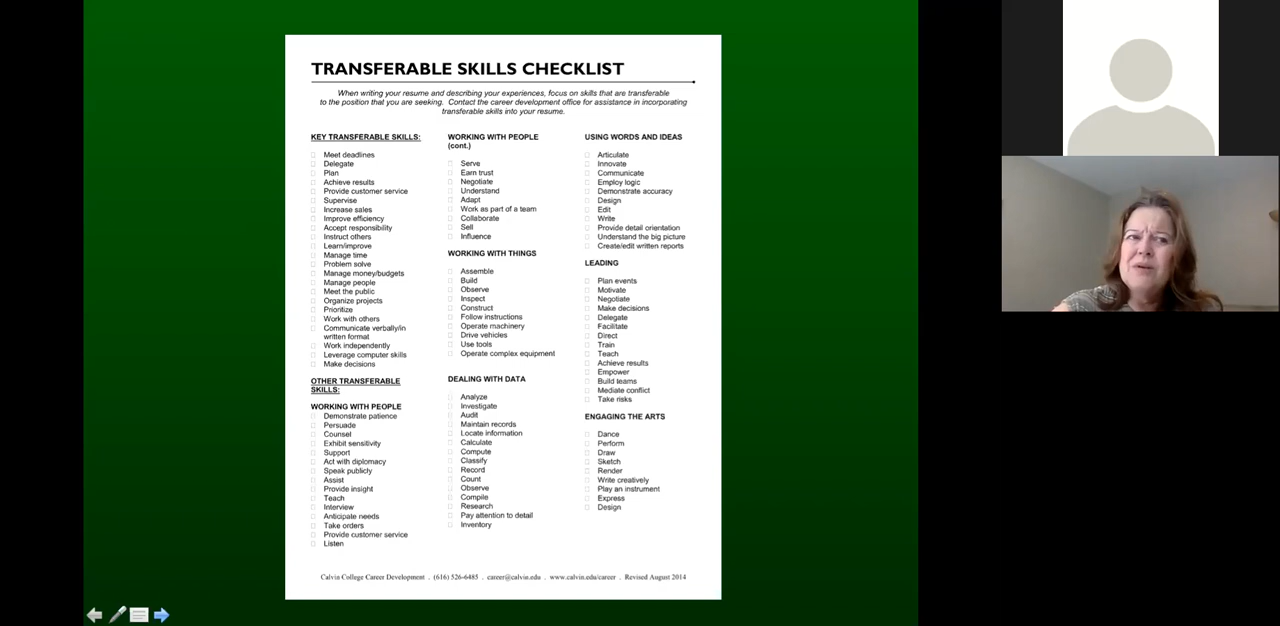 TRANSFERABLE SKILLS CHECKLIST
When writing your resume and describing your experiences, focus on skills that are transferable
to the position that you are seeking. Contact the career development office for assistance in incorporating
transferable skills into your resume.
KEY TRANSFERABLE SKILLS:
Meet deadlines
Delegate
Plan
Achieve results
Provide customer service
Supervise
Increase sales
Improve efficiency
Accept responsibility
Instruct others
Learn/improve
Manage time
Problem solve
Manage money/budgets
Manage people
Meet the public
Organize projects
Prioritize
Work with others
Communicate verbally/in
written format
Work independently
Leverage computer skills
Make decisions
OTHER TRANSFERABLE
SKILLS:
WORKING WITH PEOPLE
Demonstrate patience
Persuade
Counsel
Exhibit sensitivity
Support
Act with diplomacy
Speak publicly
Assist
Provide insight
Teach
Interview
Anticipate needs
Take orders
Provide customer service
Listen
WORKING WITH PEOPLE
(cont.)
Serve
Earn trust
Negotiate
Understand
Adapt
Work as part of a team
Collaborate
Sell
Influence
WORKING WITH THINGS
Assemble
Build
Observe
Inspect
Construct
Follow instructions
Operate machinery
Drive vehicles
Use tools
Operate complex equipment
DEALING WITH DATA
Analyze
Investigate
Audit
Maintain records
Locate information
Calculate
Compute
Classify
Record
Count
Observe
Compile
Research
Pay attention to detail
Inventory
USING WORDS AND IDEAS
Articulate
Innovate
Communicate
Employ logic
Demonstrate accuracy
Design
Edit
Write
Provide detail orientation
Understand the big picture
Create/edit written reports
LEADING
Plan events
Motivate
Negotiate
Make decisions
Delegate
Facilitate
Direct
Train
Teach
Achieve results
Empower
Build teams
Mediate conflict
Take risks
ENGAGING THE ARTS
Dance
Perform
Draw
Sketch
Render
Write creatively
Play an instrument
Express
Design
Calvin College Career Development . (616) 526-6485 . career@calvin.edu . www.calvin.edu/career . Revised August 2014